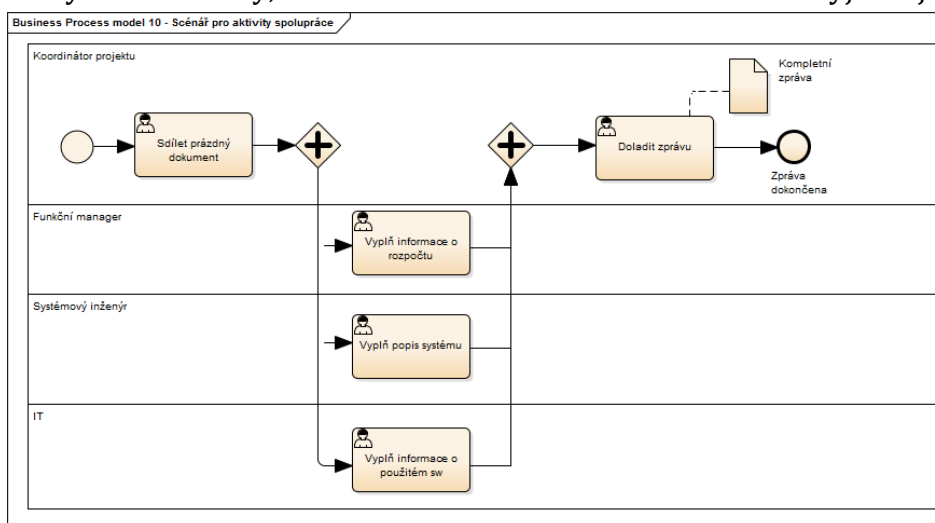 Business Process model 10 - Scénář pro aktivity spolupráce
Koordinátor projektu
Kompletní
zpráva
Sdílet prázdný
dokument
Doladit zprávu
Zpráva
dokončena
Funkční manager
Vyplň informace o
rozpočtu
Systémový inženýr
Vyplň popis systému
IT
Vyplň informace o
použitém sw